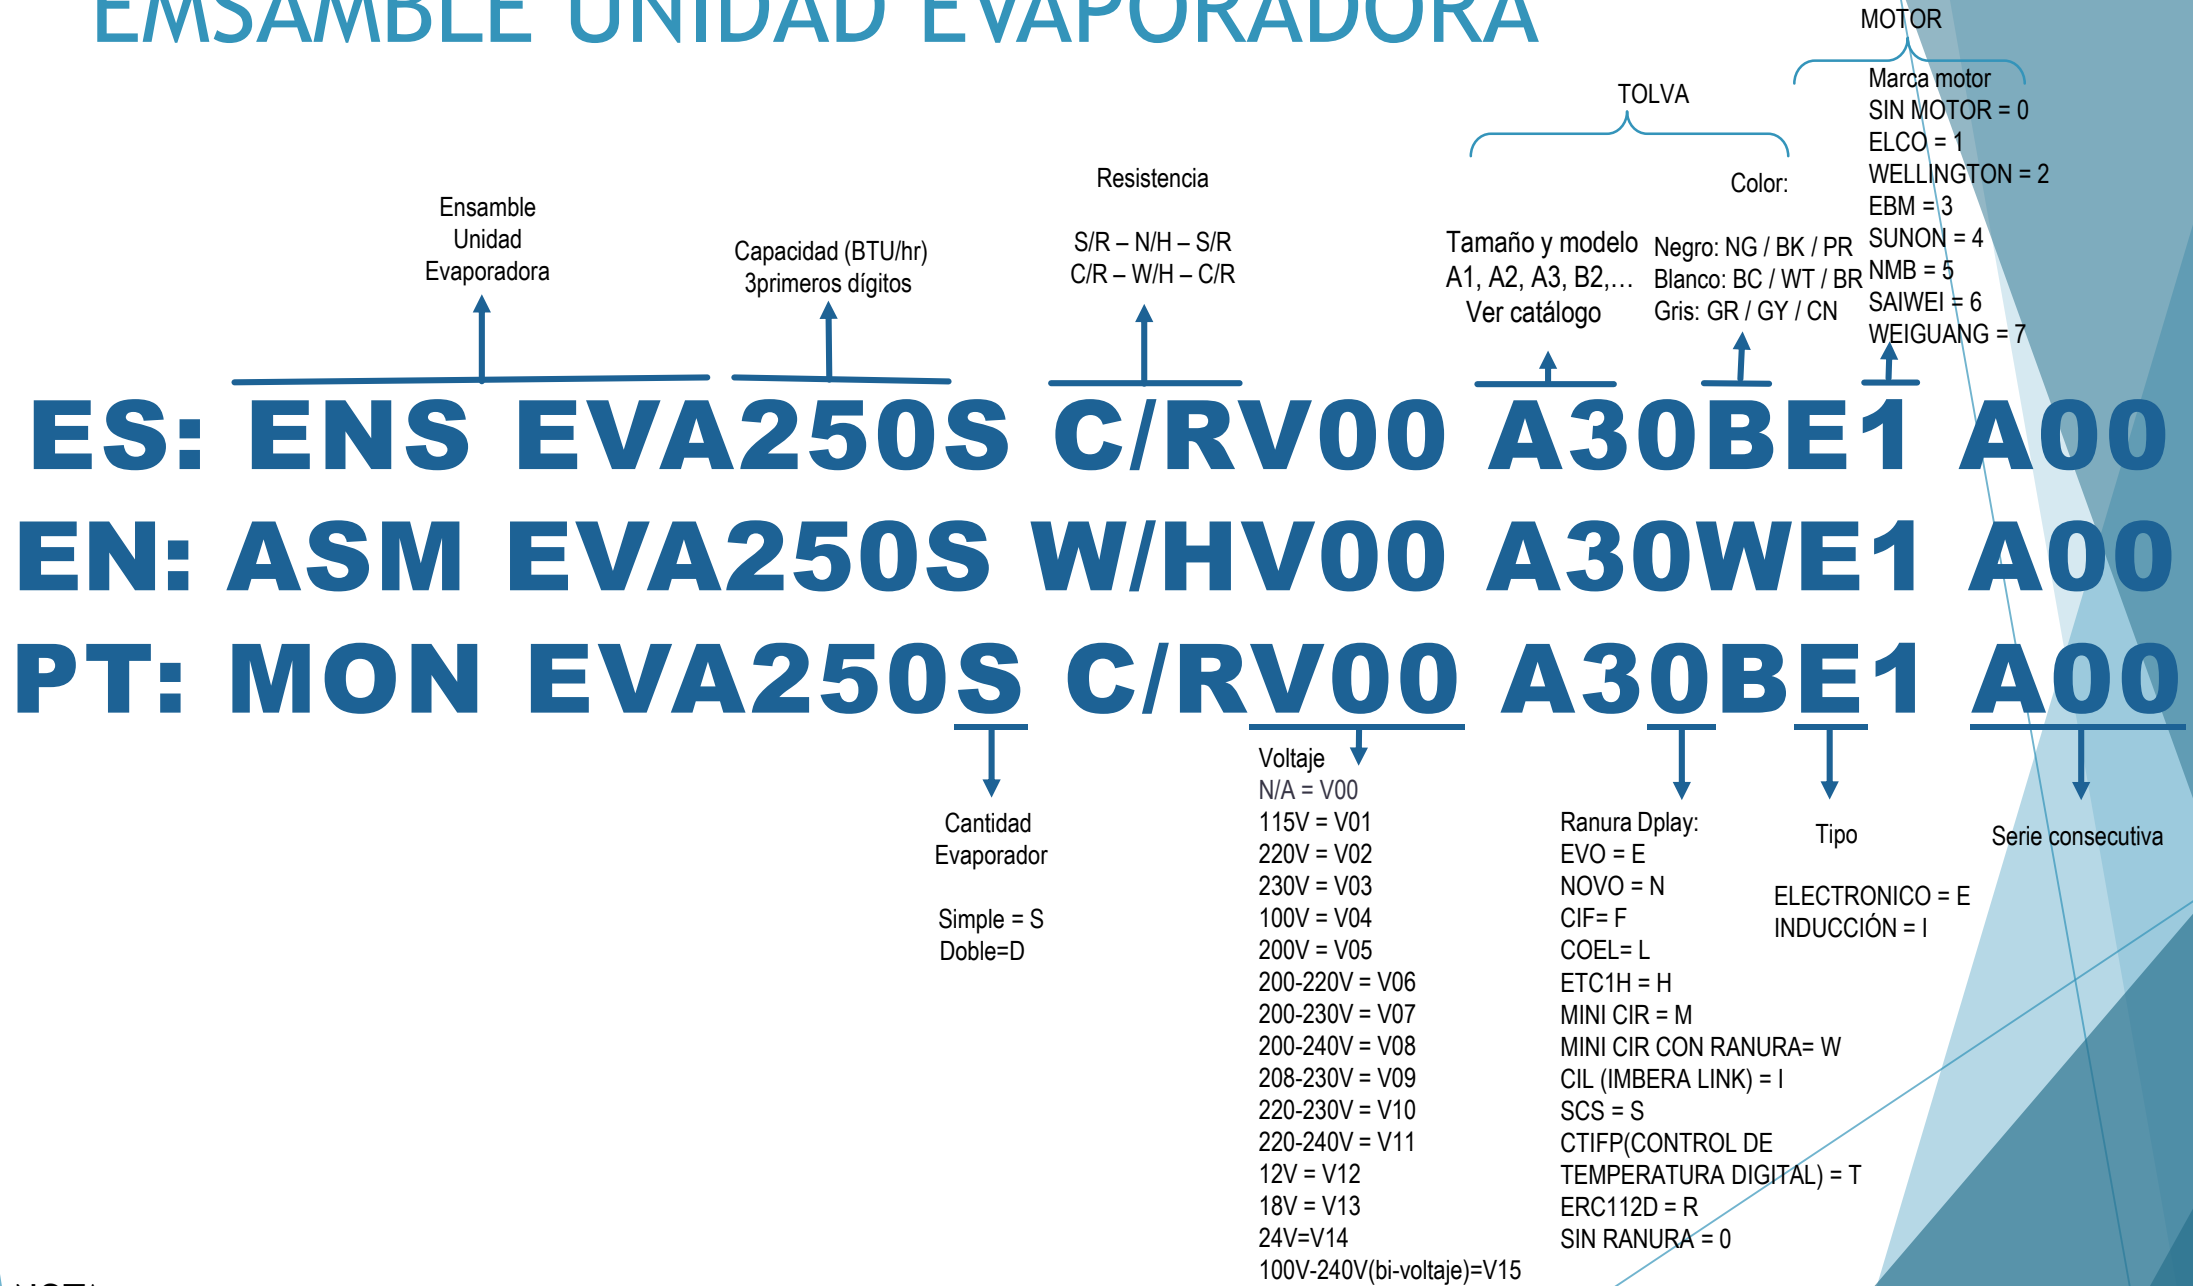 EMSAMBLE UNIDAD EVAPORADORA
MOTOR
Marca motor
SIN MOTOR = 0
ELCO = 1
WELLINGTON = 2
EBM = 3
SUNON = 4
NMB = 5
SAIWEI = 6
WEIGUANG = 7
TOLVA
Tamaño y modelo
A1, A2, A3, B2,…
Ver catálogo
Color:
Negro: NG / BK / PR
Blanco: BC / WT / BR
Gris: GR / GY / CN
Resistencia
S/R – N/H – S/R
C/R – W/H – C/R
Capacidad (BTU/hr)
3primeros dígitos
Ensamble
Unidad
Evaporadora
ES: ENS EVA250S C/RV00 A30BE1 A00
EN: ASM EVA250S W/HV00 A30WE1 A00
PT: MON EVA250S C/RV00 A30BE1 A00
Cantidad
Evaporador
Simple = S
Doble=D
Voltaje
N/A = V00
115V = V01
220V = V02
230V = V03
100V = V04
200V = V05
200-220V = V06
200-230V = V07
200-240V = V08
208-230V = V09
220-230V = V10
220-240V = V11
12V = V12
18V = V13
24V=V14
100V-240V(bi-voltaje)=V15
Ranura Dplay:
EVO = E
NOVO = N
CIF= F
COEL= L
ETC1H = H
MINI CIR = M
MINI CIR CON RANURA= W
CIL (IMBERA LINK) = I
SCS = S
CTIFP(CONTROL DE
TEMPERATURA DIGITAL) = T
ERC112D = R
SIN RANURA = 0
Tipo
ELECTRONICO = E
INDUCCIÓN = I
Serie consecutiva